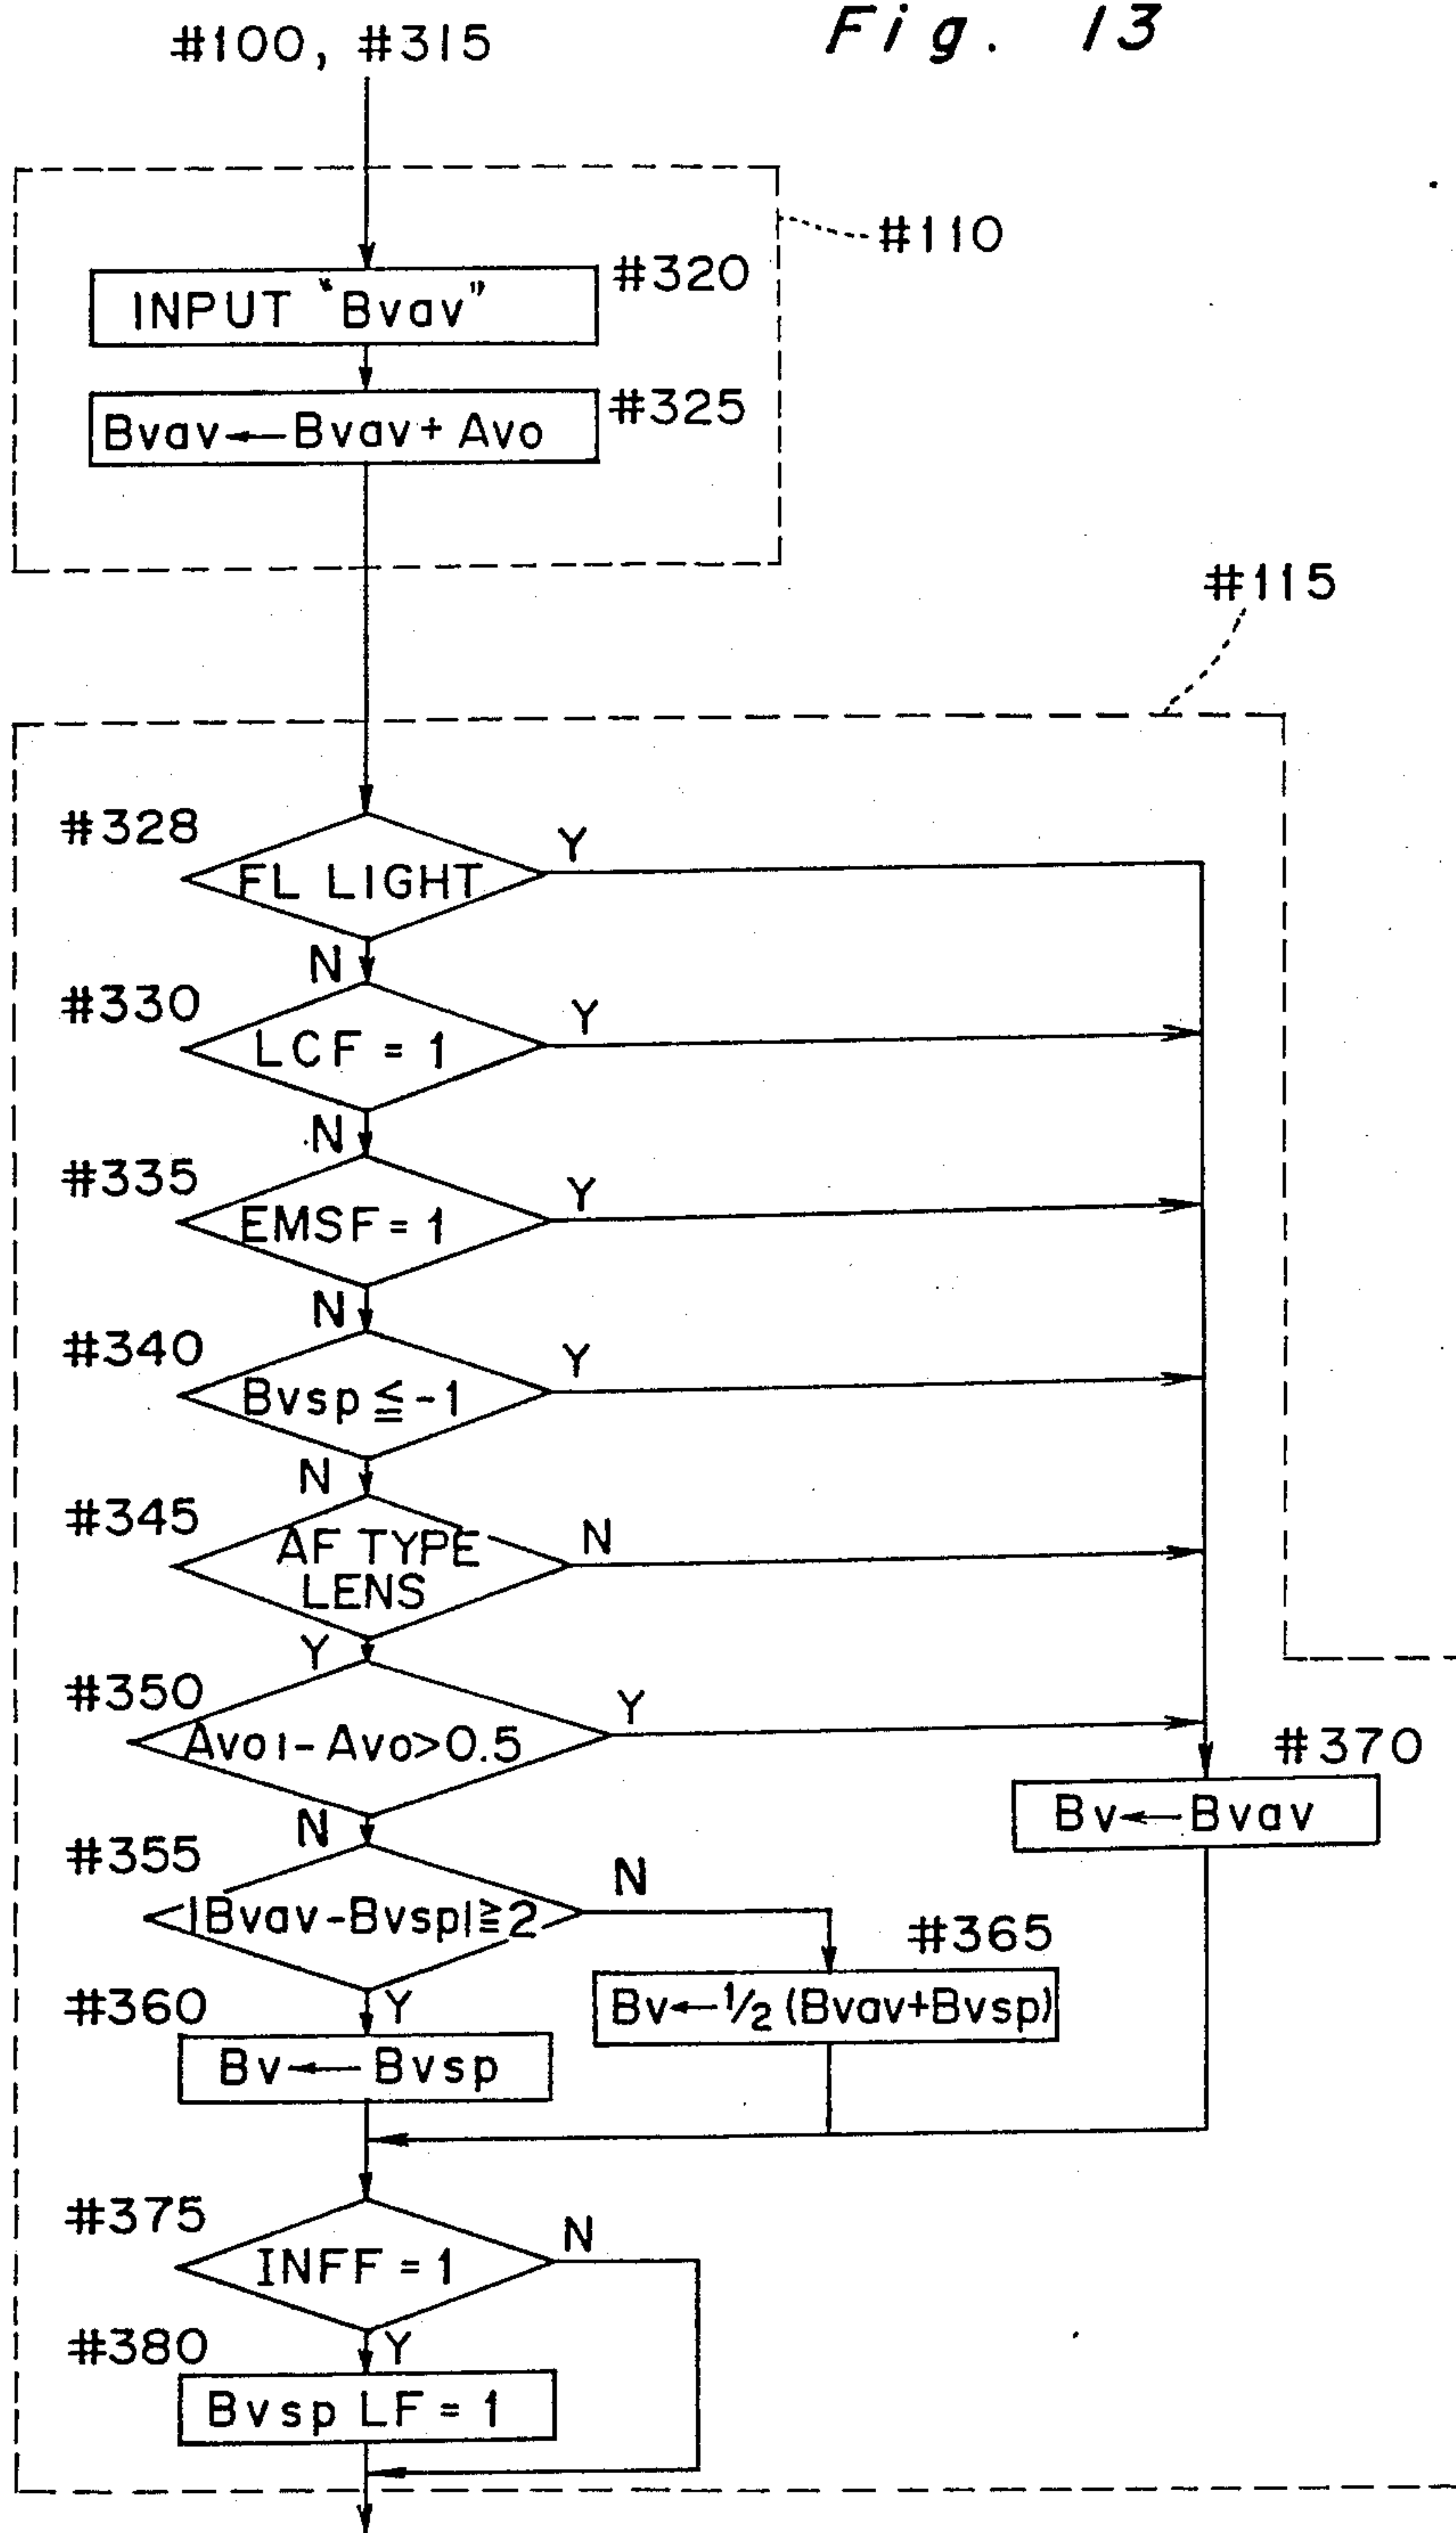 Fig. 13
#100, #315
#110
#320
INPUT "Bvav"
#325
Bvav←Bvav+Avo
#115
#328
FL LIGHT
Y
N
#330
LCF = 1
Y
N
#335
EMSF = 1
Y
N
#340
Bvsp ≦ -1
Y
N
#345
AF TYPE
LENS
N
Y
#350
Avo1 - Avo > 0.5
Y
N
#370
Bv ← Bvav
#355
|Bvav - Bvsp| ≧ 2
N
Y
#365
Bv ← 1/2 (Bvav+Bvsp)
#360
Bv ← Bvsp
#375
INFF = 1
N
Y
#380
Bvsp LF = 1